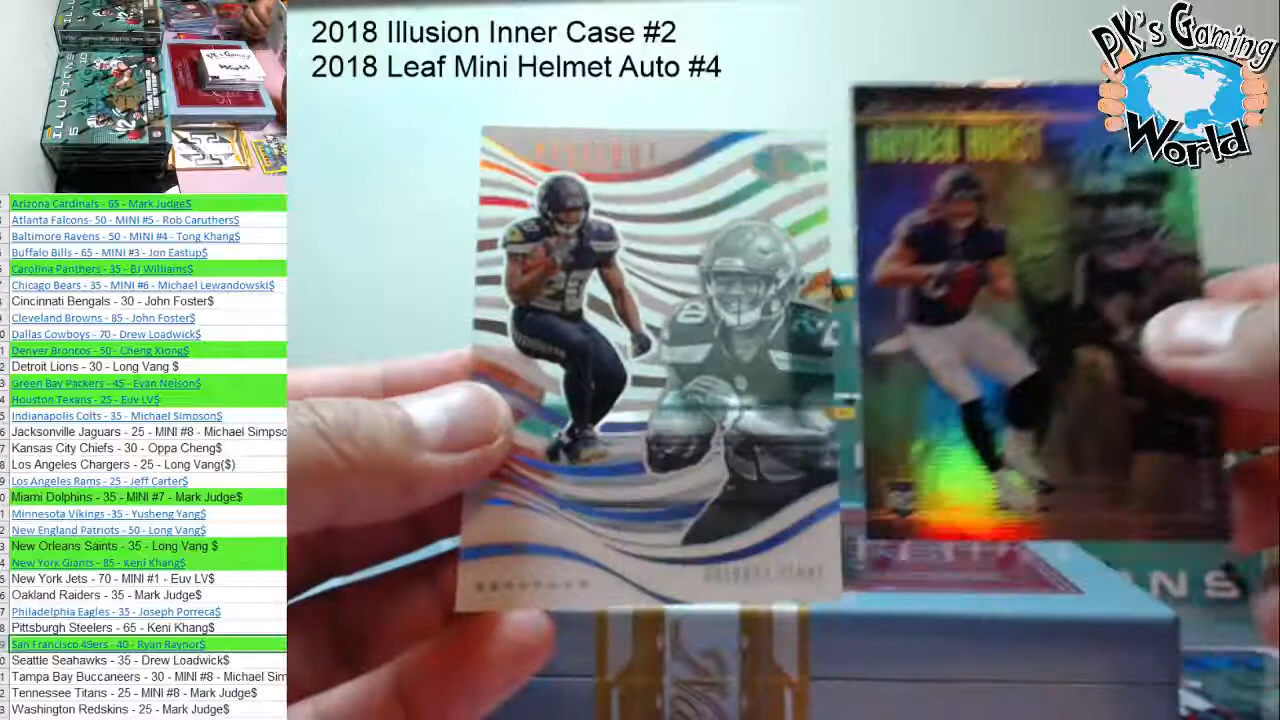 2018 Illusion Inner Case #2
2018 Leaf Mini Helmet Auto #4
PK's Gaming
World
Arizona Cardinals - 65 - Mark Judge$
Atlanta Falcons- 50 - MINI #5 - Rob Caruthers$
Baltimore Ravens - 50 - MINI #4 - Tong Khang$
Buffalo Bills - 65 - MINI #3 - Jon Eastup$
Carolina Panthers - 35 - BJ Williams$
Chicago Bears - 35 - MINI #6 - Michael Lewandowski$
Cincinnati Bengals - 30 - John Foster$
Cleveland Browns - 85 - John Foster$
Dallas Cowboys - 70 - Drew Loadwick$
Denver Broncos - 50 - Cheng Xiong$
Detroit Lions - 30 - Long Vang $
Green Bay Packers - 45 - Evan Nelson$
Houston Texans - 25 - Euv LV$
Indianapolis Colts - 35 - Michael Simpson$
Jacksonville Jaguars - 25 - MINI #8 - Michael Simpso
Kansas City Chiefs - 30 - Oppa Cheng$
Los Angeles Chargers - 25 - Long Vang($)
Los Angeles Rams - 25 - Jeff Carter$
Miami Dolphins - 35 - MINI #7 - Mark Judge$
Minnesota Vikings -35 - Yusheng Yang$
New England Patriots - 50 - Long Vang$
New Orleans Saints - 35 - Long Vang $
New York Giants - 85 - Keni Khang$
New York Jets - 70 - MINI #1 - Euv LV$
Oakland Raiders - 35 - Mark Judge$
Philadelphia Eagles - 35 - Joseph Porreca$
Pittsburgh Steelers - 65 - Keni Khang$
San Francisco 49ers - 40 - Ryan Raynor$
Seattle Seahawks - 35 - Drew Loadwick$
Tampa Bay Buccaneers - 30 - MINI #8 - Michael Sim
Tennessee Titans - 25 - MINI #8 - Mark Judge$
Washington Redskins - 25 - Mark Judge$
HAYDEN HURST